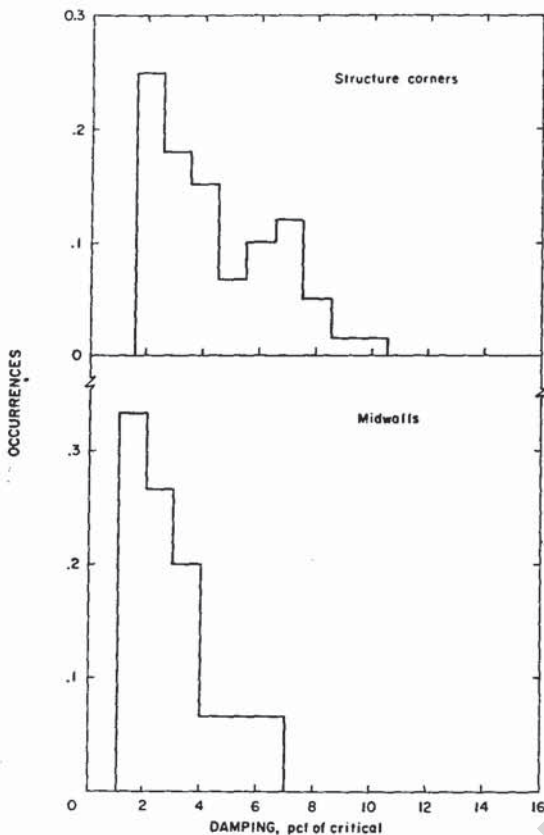 0.3
Structure corners
.2
.1
0
OCCURRENCES
Midwalls
.3
.2
.1
0 2 4 6 8 10 12 14 16
DAMPING, pct of critical